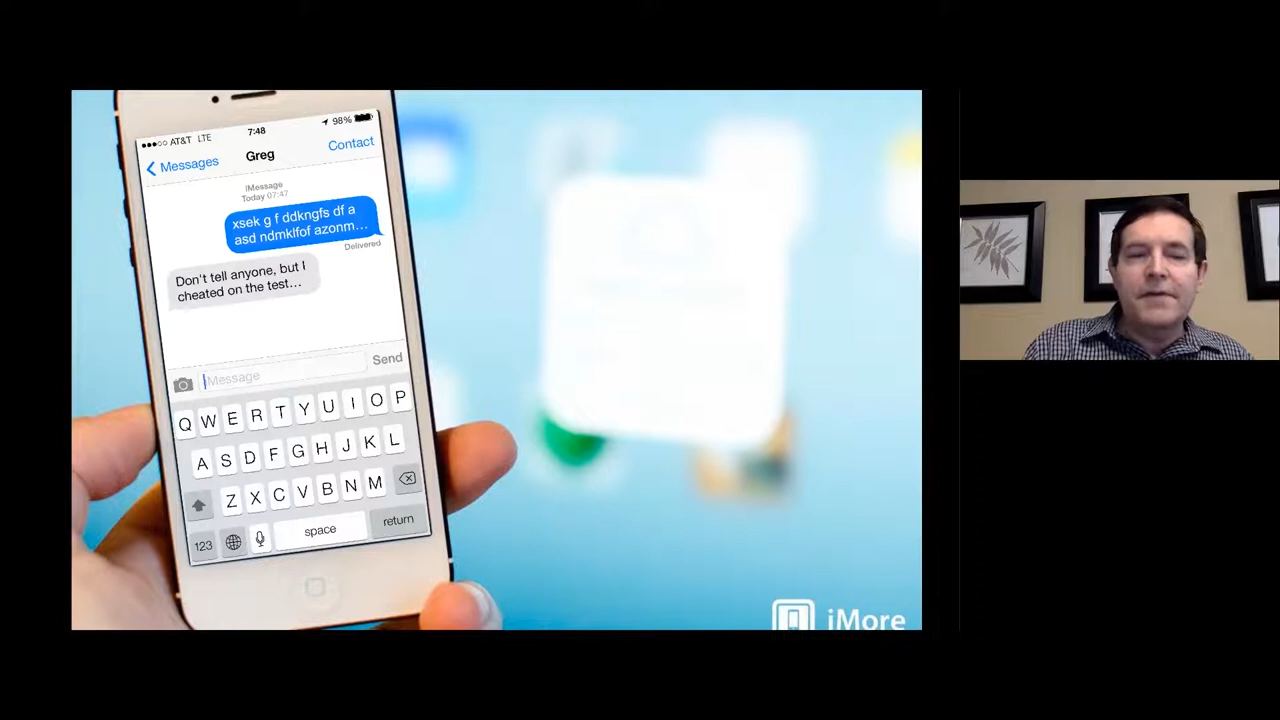 ●●●○○ AT&T LTE 7:48 98%
Messages Greg Contact
iMessage
Today 07:47
xsek g f ddkngfs df a
asd ndmklfof azonm...
Delivered
Don't tell anyone, but I
cheated on the test...
iMessage Send
Q W E R T Y U I O P
A S D F G H J K L
Z X C V B N M
123 space return
iMore